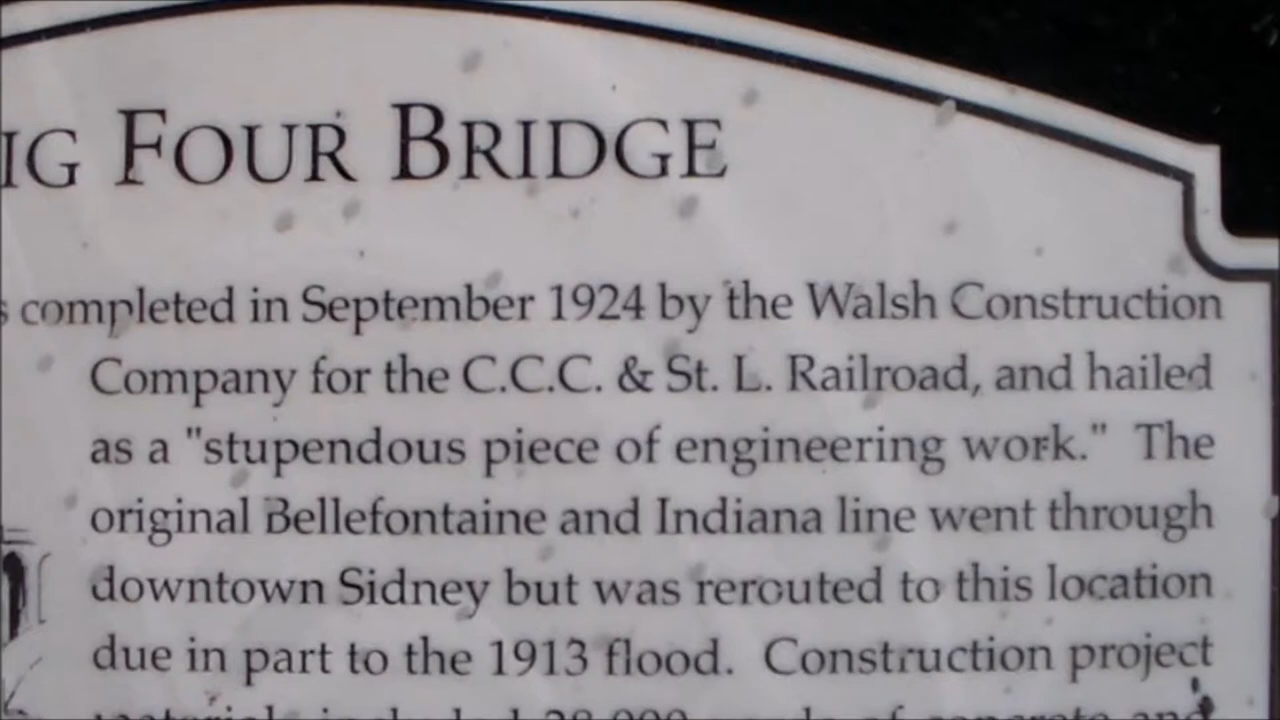 IG FOUR BRIDGE
s completed in September 1924 by the Walsh Construction
Company for the C.C.C. & St. L. Railroad, and hailed
as a "stupendous piece of engineering work." The
original Bellefontaine and Indiana line went through
downtown Sidney but was rerouted to this location
due in part to the 1913 flood. Construction project